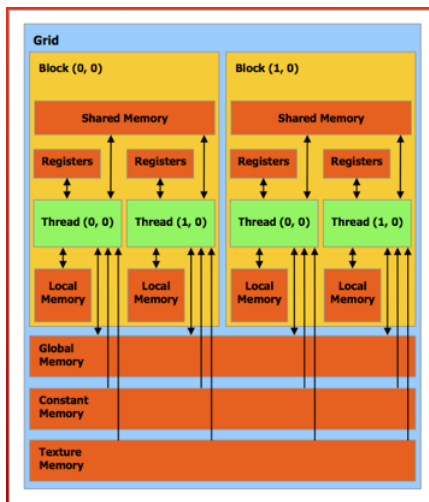 Grid
Block (0, 0)
Block (1, 0)
Shared Memory
Shared Memory
Registers
Registers
Registers
Registers
Thread (0, 0)
Thread (1, 0)
Thread (0, 0)
Thread (1, 0)
Local
Memory
Local
Memory
Local
Memory
Local
Memory
Global
Memory
Constant
Memory
Texture
Memory